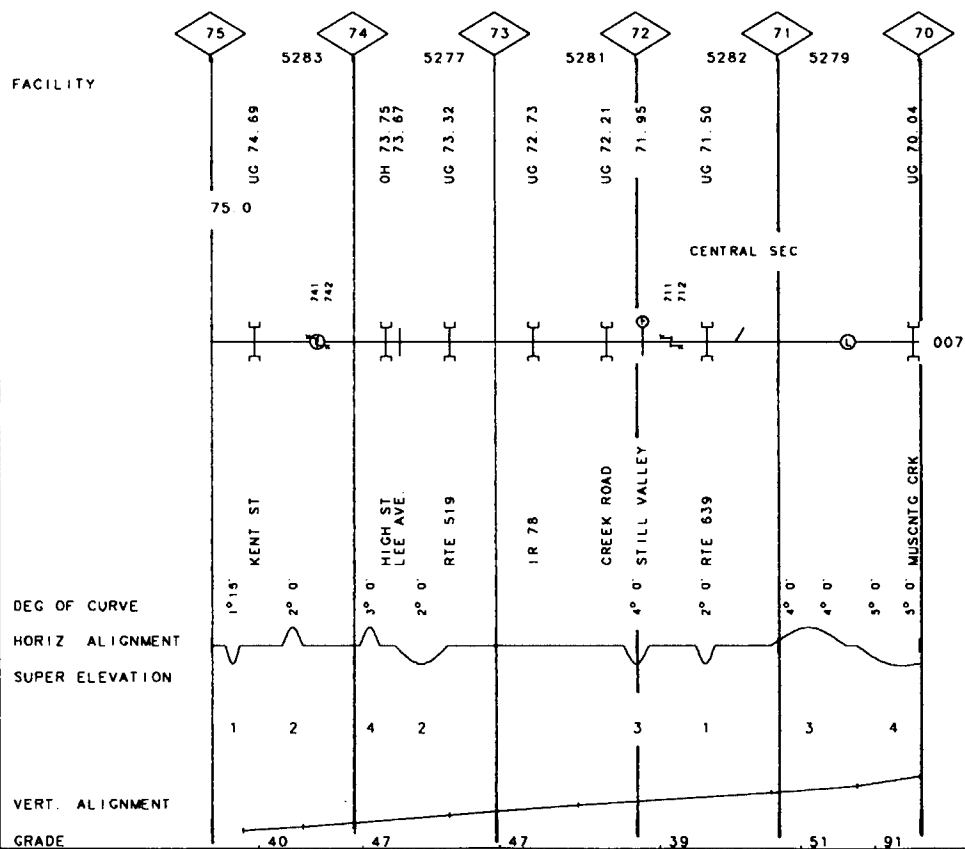 75 74 73 72 71 70
5283 5277 5281 5282 5279
FACILITY
UG 74.69
OH 73.75
73.67
UG 73.32
UG 72.73
UG 72.21
71.95
UG 71.50
UG 70.04
75.0
CENTRAL SEC
741
742
711
712
L
007
KENT ST
HIGH ST
LEE AVE.
RTE 519
IR 78
CREEK ROAD
STILL VALLEY
RTE 639
MUSCNTG CRK
DEG OF CURVE
1°15' 2°0' 3°0' 2°0' 4°0' 2°0' 4°0' 4°0' 5°0' 5°0'
HORIZ ALIGNMENT
SUPER ELEVATION
1 2 4 2 3 1 3 4
VERT. ALIGNMENT
GRADE .40 .47 .47 .39 .51 .91